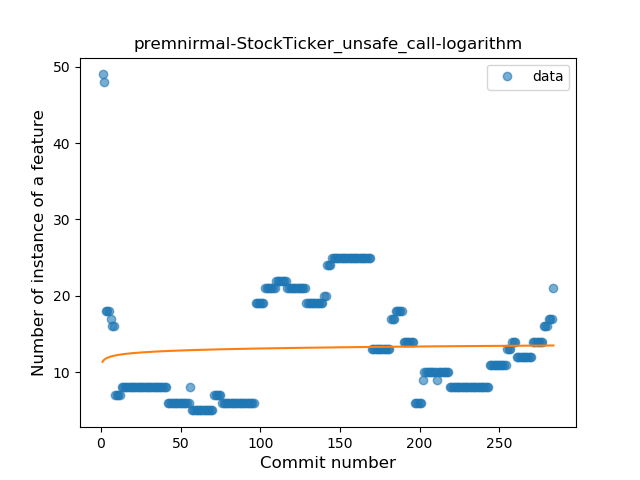 premnirmal-StockTicker_unsafe_call-logarithm
data
Number of instance of a feature
50
40
30
20
10
0 50 100 150 200 250
Commit number